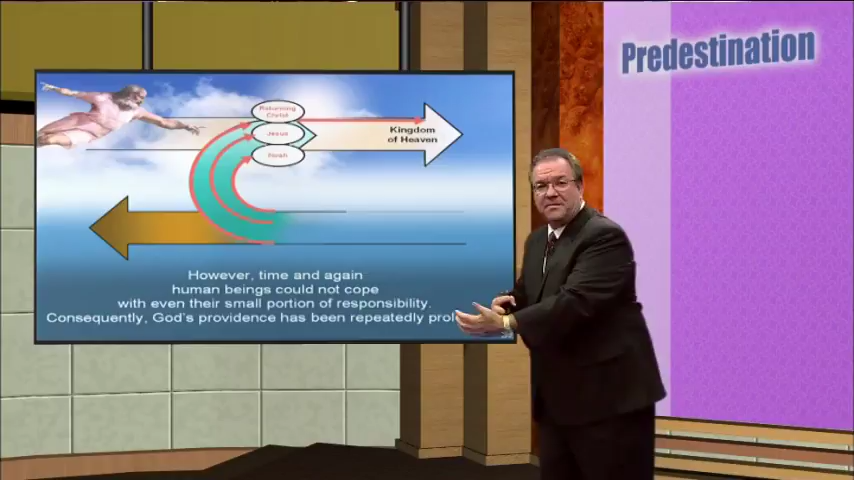 Predestination
Returning
Christ
Jesus
Noah
Kingdom
of Heaven
However, time and again
human beings could not cope
with even their small portion of responsibility.
Consequently, God's providence has been repeatedly